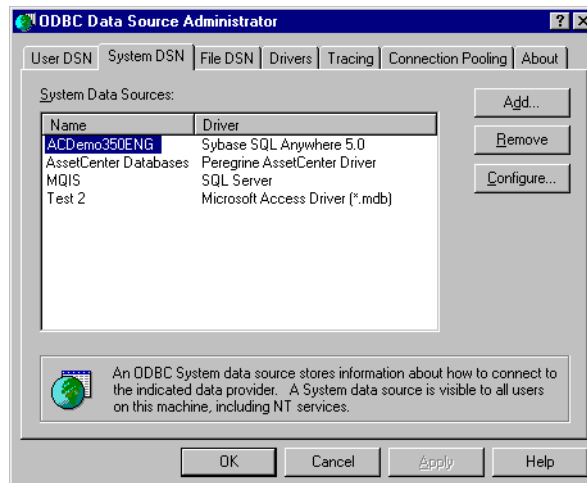 ODBC Data Source Administrator
User DSN System DSN File DSN Drivers Tracing Connection Pooling About
System Data Sources:
Add...
Name Driver
Remove
ACDemo350ENG Sybase SQL Anywhere 5.0
AssetCenter Databases Peregrine AssetCenter Driver
Configure...
MQIS SQL Server
Test 2 Microsoft Access Driver (*.mdb)
An ODBC System data source stores information about how to connect to
the indicated data provider. A System data source is visible to all users
on this machine, including NT services.
OK Cancel Apply Help